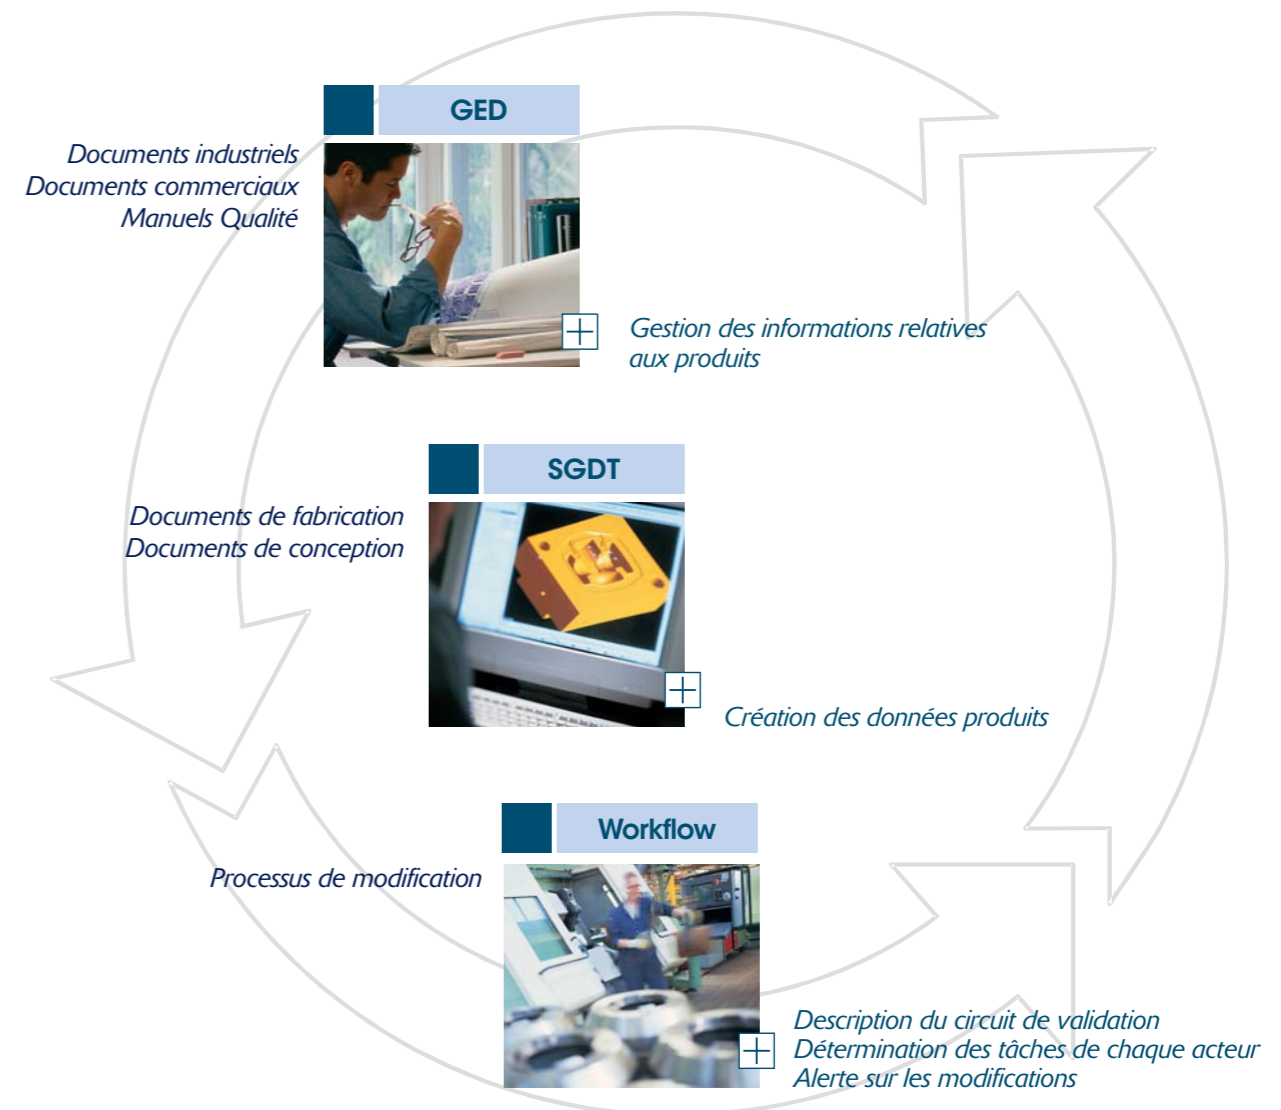 GED
Documents industriels
Documents commerciaux
Manuels Qualité
Gestion des informations relatives
aux produits
SGDT
Documents de fabrication
Documents de conception
Création des données produits
Workflow
Processus de modification
Description du circuit de validation
Détermination des tâches de chaque acteur
Alerte sur les modifications